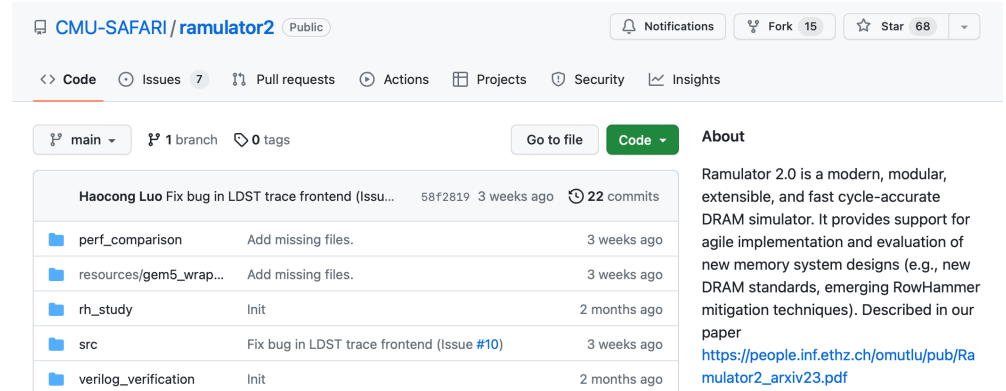 CMU-SAFARI/ramulator2 Public
Notifications Fork 15 Star 68
Code Issues 7 Pull requests Actions Projects Security Insights
main 1 branch 0 tags Go to file Code
Haocong Luo Fix bug in LDST trace frontend (Issu... 58f2819 3 weeks ago 22 commits
perf_comparison Add missing files. 3 weeks ago
resources/gem5_wrap... Add missing files. 3 weeks ago
rh_study Init 2 months ago
src Fix bug in LDST trace frontend (Issue #10) 3 weeks ago
verilog_verification Init 2 months ago
About
Ramulator 2.0 is a modern, modular,
extensible, and fast cycle-accurate
DRAM simulator. It provides support for
agile implementation and evaluation of
new memory system designs (e.g., new
DRAM standards, emerging RowHammer
mitigation techniques). Described in our
paper
https://people.inf.ethz.ch/omutlu/pub/Ra
mulator2_arxiv23.pdf